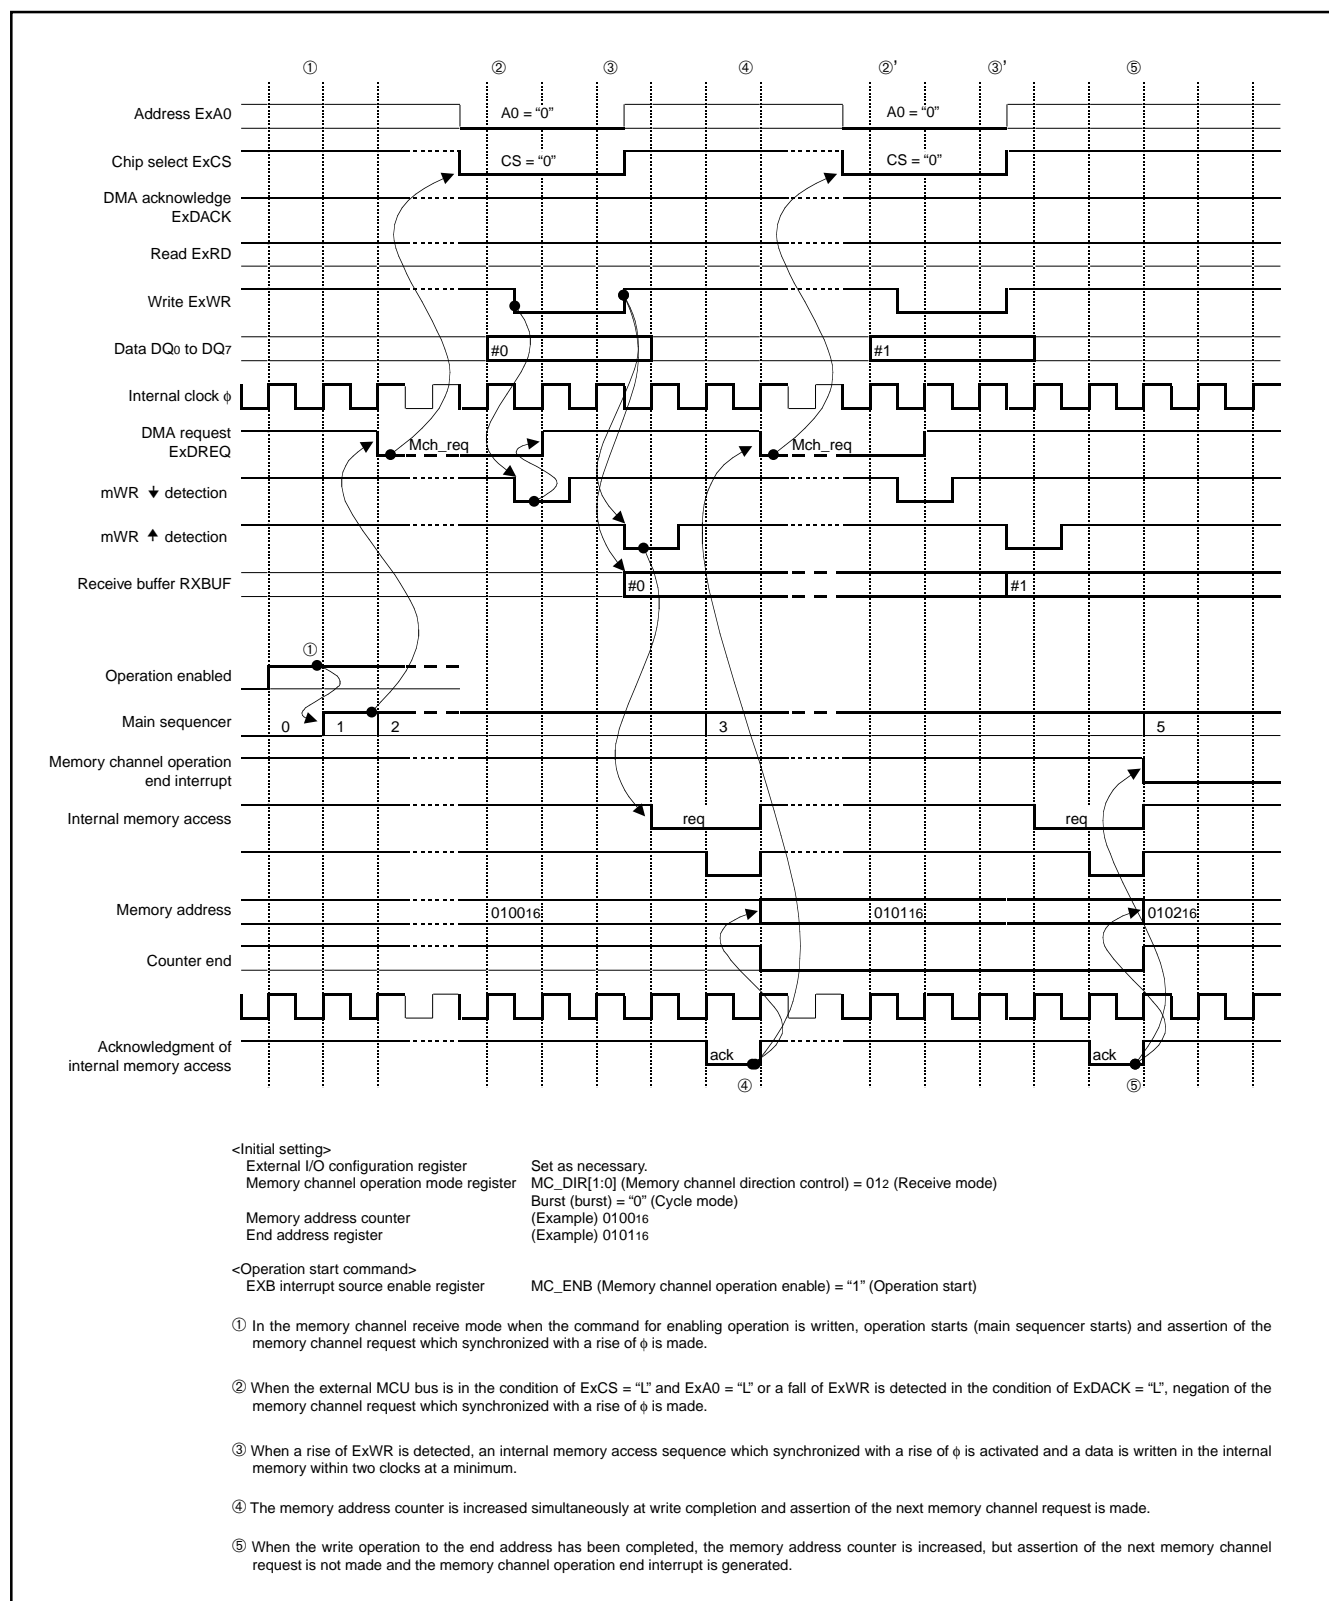 ① ② ③ ④ ②’ ③’ ⑤
Address ExA0 A0 = “0” A0 = “0”
Chip select ExCS CS = “0” CS = “0”
DMA acknowledge
ExDACK
Read ExRD
Write ExWR
Data DQ0 to DQ7 #0 #1
Internal clock ϕ
DMA request
ExDREQ Mch_req Mch_req
mWR ↓ detection
mWR ↑ detection
Receive buffer RXBUF #0 #1
①
Operation enabled
Main sequencer 0 1 2 3 5
Memory channel operation
end interrupt
Internal memory access req req
Memory address 010016 010116 010216
Counter end
Acknowledgment of
internal memory access ack ack
④ ⑤
<Initial setting>
External I/O configuration register Set as necessary.
Memory channel operation mode register MC_DIR[1:0] (Memory channel direction control) = 012 (Receive mode)
Burst (burst) = “0” (Cycle mode)
Memory address counter (Example) 010016
End address register (Example) 010116
<Operation start command>
EXB interrupt source enable register MC_ENB (Memory channel operation enable) = “1” (Operation start)
① In the memory channel receive mode when the command for enabling operation is written, operation starts (main sequencer starts) and assertion of the
memory channel request which synchronized with a rise of ϕ is made.
② When the external MCU bus is in the condition of ExCS = “L” and ExA0 = “L” or a fall of ExWR is detected in the condition of ExDACK = “L”, negation of the
memory channel request which synchronized with a rise of ϕ is made.
③ When a rise of ExWR is detected, an internal memory access sequence which synchronized with a rise of ϕ is activated and a data is written in the internal
memory within two clocks at a minimum.
④ The memory address counter is increased simultaneously at write completion and assertion of the next memory channel request is made.
⑤ When the write operation to the end address has been completed, the memory address counter is increased, but assertion of the next memory channel
request is not made and the memory channel operation end interrupt is generated.